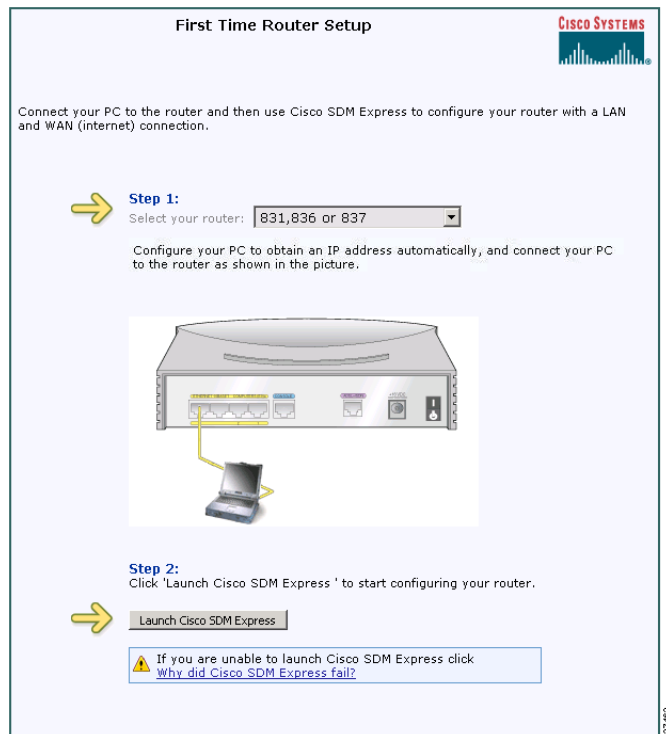 First Time Router Setup
CISCO SYSTEMS
Connect your PC to the router and then use Cisco SDM Express to configure your router with a LAN
and WAN (internet) connection.
Step 1:
Select your router: 831,836 or 837
Configure your PC to obtain an IP address automatically, and connect your PC
to the router as shown in the picture.
Step 2:
Click 'Launch Cisco SDM Express ' to start configuring your router.
Launch Cisco SDM Express
If you are unable to launch Cisco SDM Express click
Why did Cisco SDM Express fail?